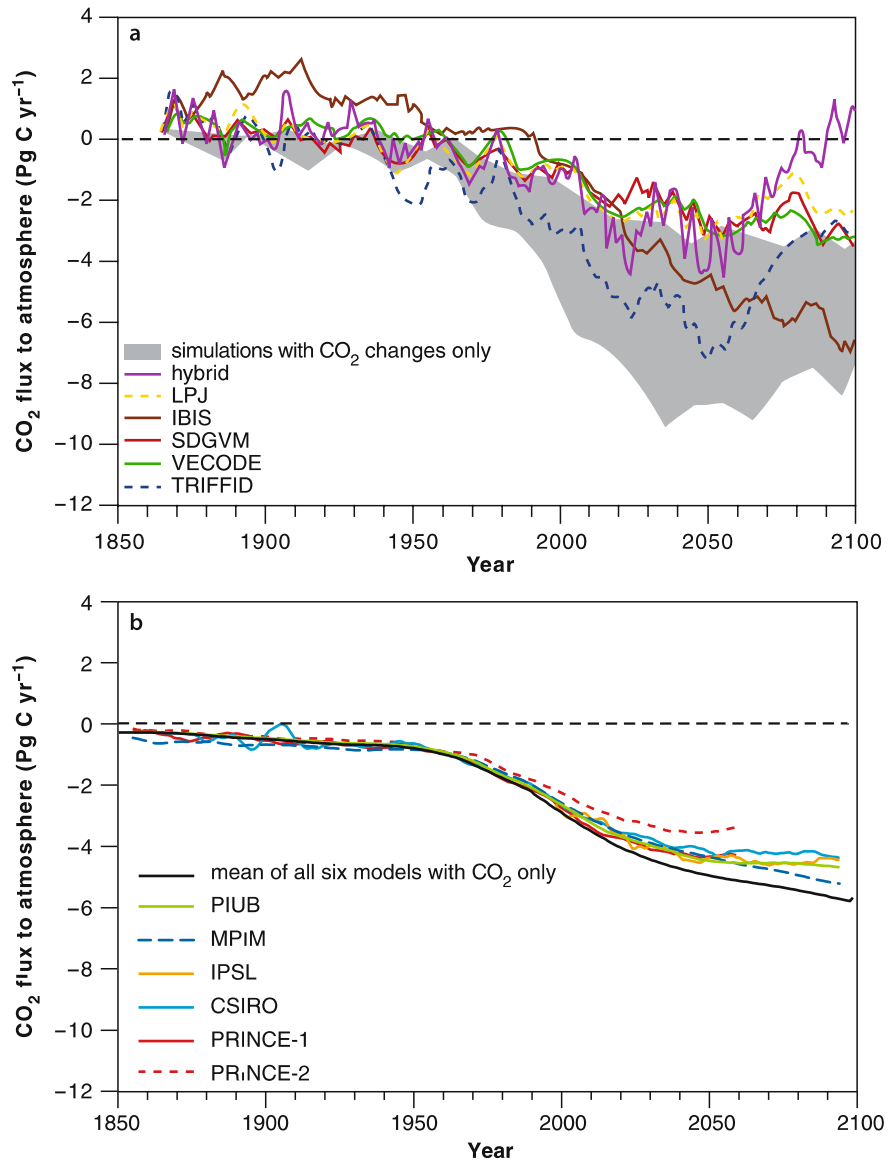 a
CO2 flux to atmosphere (Pg C yr−1)
4
2
0
−2
−4
−6
−8
−10
−12
simulations with CO2 changes only
hybrid
LPJ
IBIS
SDGVM
VECODE
TRIFFID
1850 1900 1950 2000 2050 2100
Year
b
CO2 flux to atmosphere (Pg C yr−1)
4
2
0
−2
−4
−6
−8
−10
−12
mean of all six models with CO2 only
PIUB
MPıM
IPSL
CSIRO
PRINCE-1
PRıNCE-2
1850 1900 1950 2000 2050 2100
Year